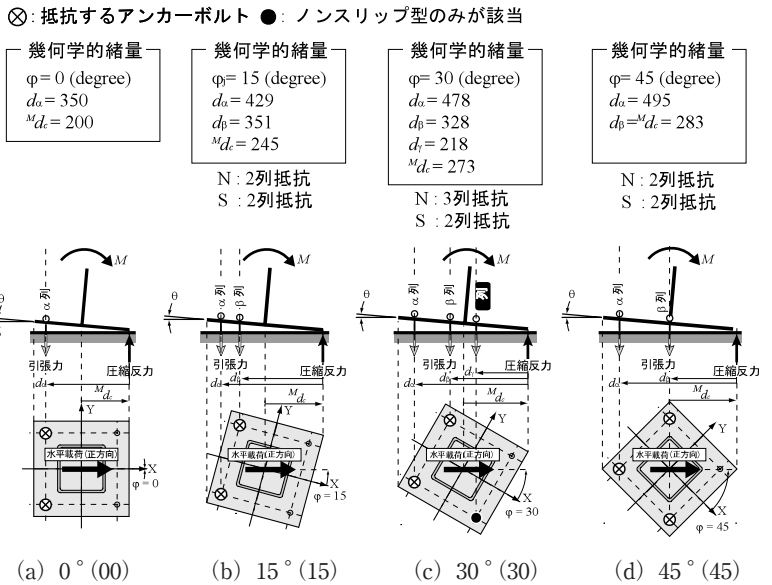 ⊗: 抵抗するアンカーボルト ●: ノンスリップ型のみが該当
幾何学的緒量
φ= 0 (degree)
dα= 350
ᴹdc= 200
幾何学的緒量
φj= 15 (degree)
dα= 429
dβ= 351
ᴹdc= 245
N : 2列抵抗
S : 2列抵抗
幾何学的緒量
φ= 30 (degree)
dα= 478
dβ= 328
dγ= 218
ᴹdc= 273
N : 3列抵抗
S : 2列抵抗
幾何学的緒量
φ= 45 (degree)
dα= 495
dβ=ᴹdc= 283
N : 2列抵抗
S : 2列抵抗
θ
α列
M
引張力
圧縮反力
dα
ᴹdc
Y
水平載荷(正方向)
X
φ = 0
(a) 0°(00)
θ
α列
β列
M
引張力
圧縮反力
dβ
dα
ᴹdc
Y
水平載荷(正方向)
X
φ = 15
(b) 15°(15)
θ
α列
β列
列
M
引張力
圧縮反力
dβ
dγ
dα
ᴹdc
Y
水平載荷(正方向)
X
φ = 30
(c) 30°(30)
θ
α列
β列
M
引張力
圧縮反力
dβ
dα
ᴹdc
Y
水平載荷(正方向)
X
φ = 45
(d) 45°(45)